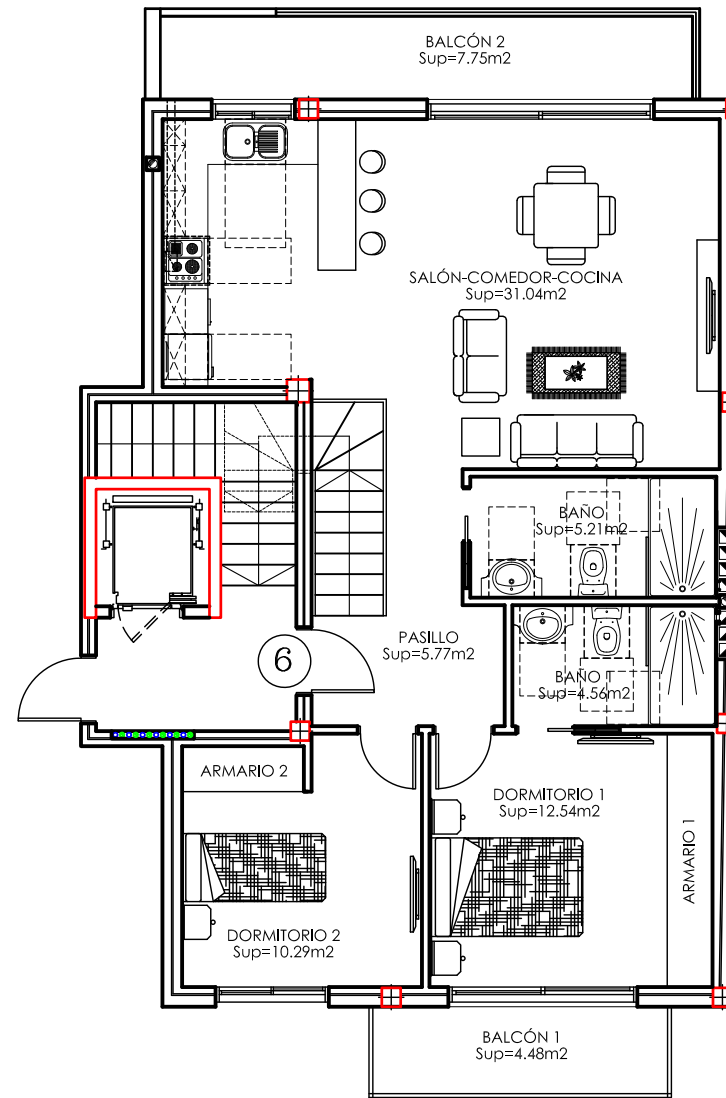 BALCÓN 2
Sup=7.75m2
SALÓN-COMEDOR-COCINA
Sup=31.04m2
BAÑO
Sup=5.21m2
PASILLO
Sup=5.77m2
6
BAÑO 1
Sup=4.56m2
ARMARIO 2
DORMITORIO 1
Sup=12.54m2
ARMARIO 1
DORMITORIO 2
Sup=10.29m2
BALCÓN 1
Sup=4.48m2